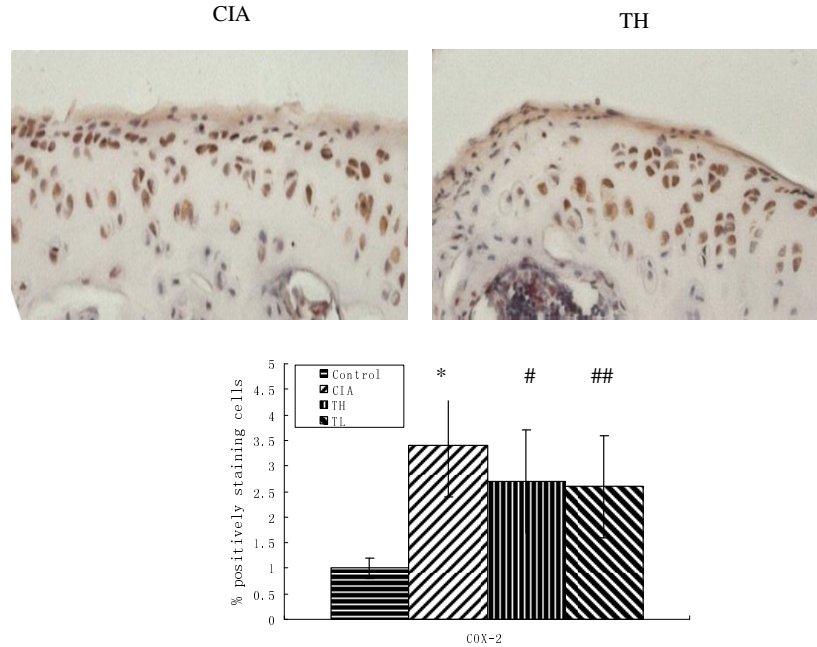 CIA
TH
5
4.5
4
3.5
3
2.5
2
1.5
1
0.5
0
% positively staining cells
Control
CIA
TH
TL
*
#
##
COX-2